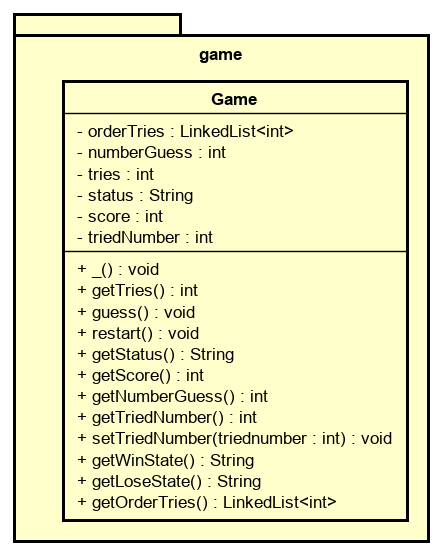 game
Game
- orderTries : LinkedList<int>
- numberGuess : int
- tries : int
- status : String
- score : int
- triedNumber : int
+ _() : void
+ getTries() : int
+ guess() : void
+ restart() : void
+ getStatus() : String
+ getScore() : int
+ getNumberGuess() : int
+ getTriedNumber() : int
+ setTriedNumber(triednumber : int) : void
+ getWinState() : String
+ getLoseState() : String
+ getOrderTries() : LinkedList<int>